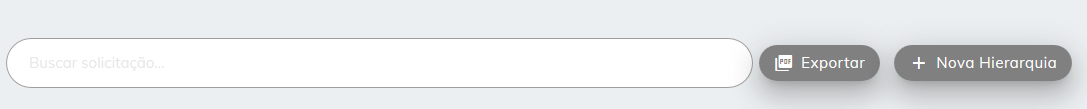 Buscar solicitação...
PDF Exportar
Nova Hierarquia